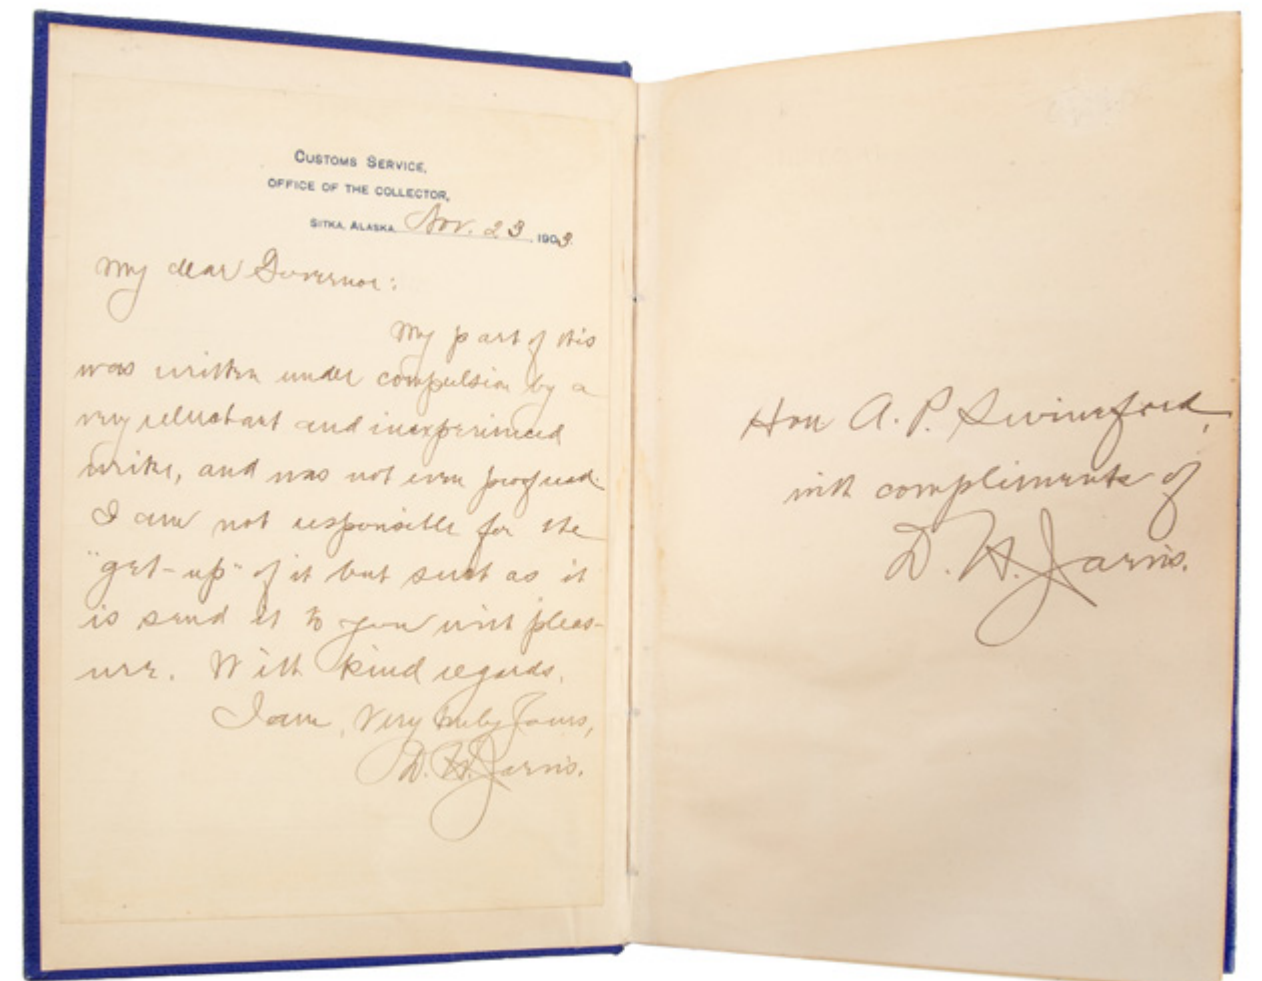 CUSTOMS SERVICE,
OFFICE OF THE COLLECTOR,
SITKA, ALASKA, Nov. 23, 1903.
My dear Governor:
My part of this
was written under compulsion by a
very reluctant and inexperienced
writer, and was not even proofread.
I am not responsible for the
"get-up" of it but such as it
is send it to you with pleas-
ure. With kind regards,
I am, Very truly Yours,
D. H. Jarvis.
Hon A. P. Swineford,
with compliments of
D. H. Jarvis.